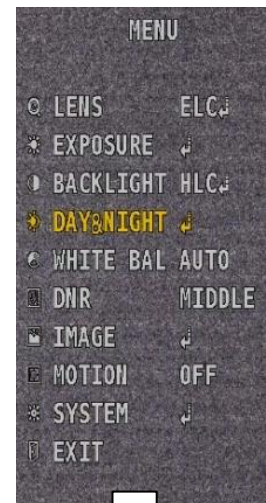 MENU
LENS ELC↲
EXPOSURE ↲
BACKLIGHT HLC↲
DAY&NIGHT ↲
WHITE BAL AUTO
DNR MIDDLE
IMAGE ↲
MOTION OFF
SYSTEM ↲
EXIT